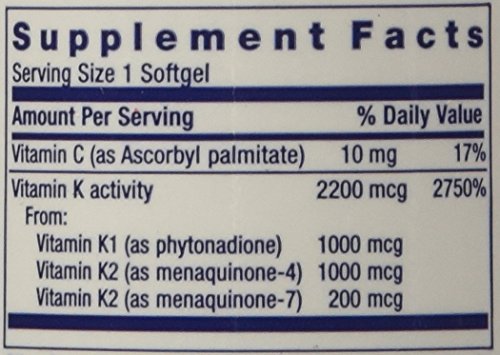 Supplement Facts
Serving Size 1 Softgel
Amount Per Serving % Daily Value
Vitamin C (as Ascorbyl palmitate) 10 mg 17%
Vitamin K activity 2200 mcg 2750%
From:
Vitamin K1 (as phytonadione) 1000 mcg
Vitamin K2 (as menaquinone-4) 1000 mcg
Vitamin K2 (as menaquinone-7) 200 mcg